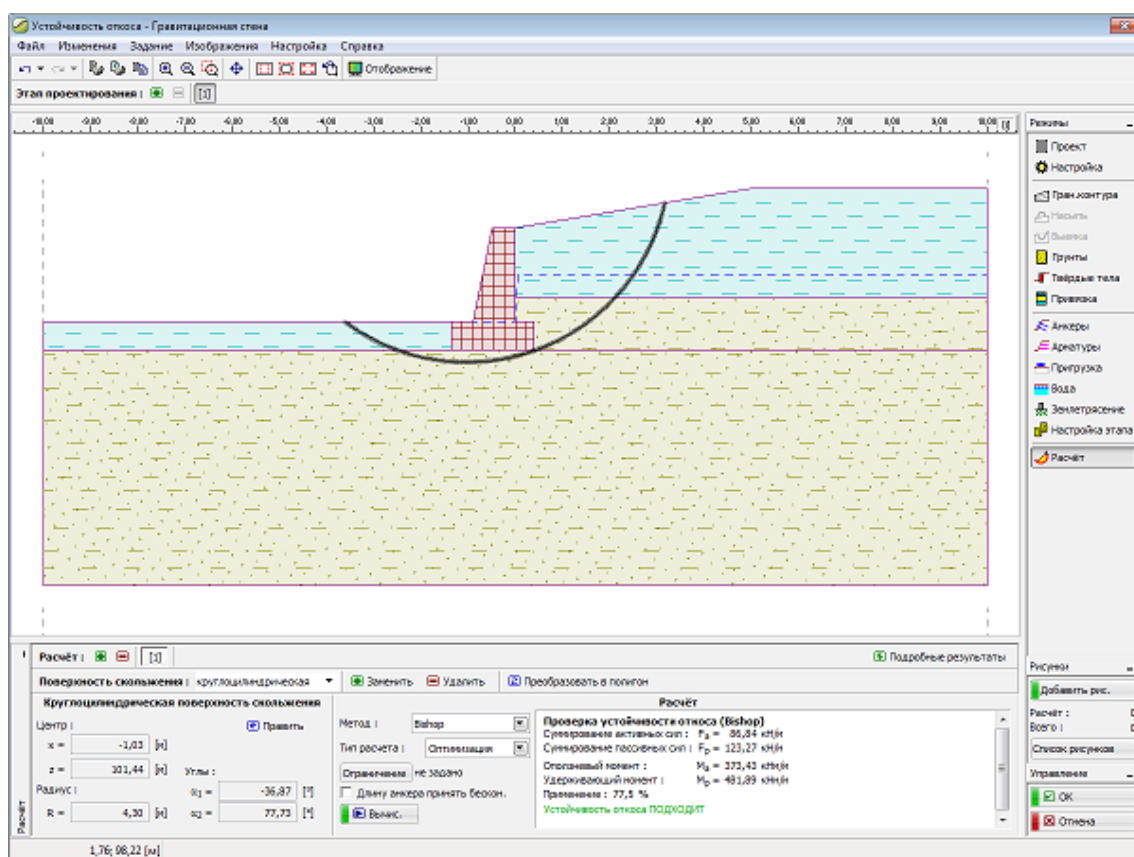 Устойчивость откоса - Гравитационная стена
Файл Изменения Задание Изображения Настройка Справка
Отображение
Этап проектирования : [1]
-10,00 -9,00 -8,00 -7,00 -6,00 -5,00 -4,00 -3,00 -2,00 -1,00 0,00 1,00 2,00 3,00 4,00 5,00 6,00 7,00 8,00 9,00 10,00 [м]
Режимы
Проект
Настройка
Гран.контура
Насыпь
Выемка
Грунты
Твёрдые тела
Привязка
Анкеры
Арматуры
Пригрузка
Вода
Землетрясение
Настройка этапа
Расчёт
Расчёт : [1] Подробные результаты
Поверхность скольжения : круглоцилиндрическая Заменить Удалить Преобразовать в полигон
Круглоцилиндрическая поверхность скольжения
Центр : Править
x = -1,03 [м]
z = 101,44 [м]
Углы :
Радиус :
α1 = -36,87 [°]
R = 4,30 [м] α2 = 77,73 [°]
Метод : Bishop
Тип расчета : Оптимизация
Ограничение не задано
Длину анкера принять бескон.
Вычис.
Расчёт
Проверка устойчивости откоса (Bishop)
Суммирование активных сил : Fa = 86,84 кН/м
Суммирование пассивных сил : Fp = 123,27 кН/м
Оползневый момент : Ma = 373,43 кНм/м
Удерживающий момент : Mp = 481,89 кНм/м
Применение : 77,5 %
Устойчивость откоса ПОДХОДИТ
Рисунки
Добавить рис.
Расчёт :
Всего :
Список рисунков
Управление
OK
Отмена
Расчёт
1,76; 98,22 [м]